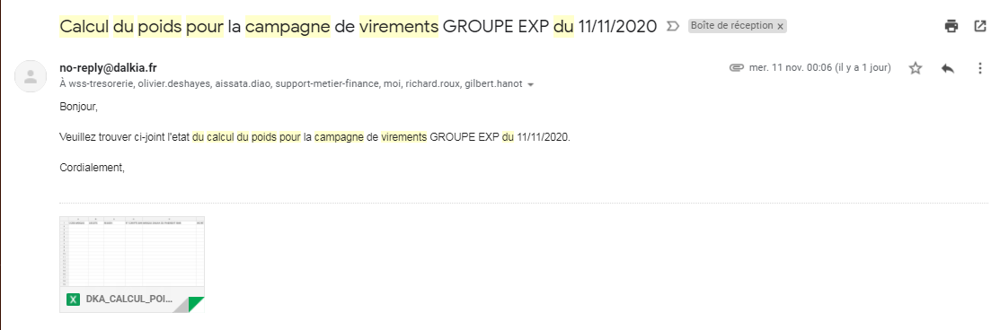 Calcul du poids pour la campagne de virements GROUPE EXP du 11/11/2020 Boîte de réception x
no-reply@dalkia.fr mer. 11 nov. 00:06 (il y a 1 jour)
À wss-tresorerie, olivier.deshayes, aissata.diao, support-metier-finance, moi, richard.roux, gilbert.hanot
Bonjour,
Veuillez trouver ci-joint l'etat du calcul du poids pour la campagne de virements GROUPE EXP du 11/11/2020.
Cordialement,
X DKA_CALCUL_POI...